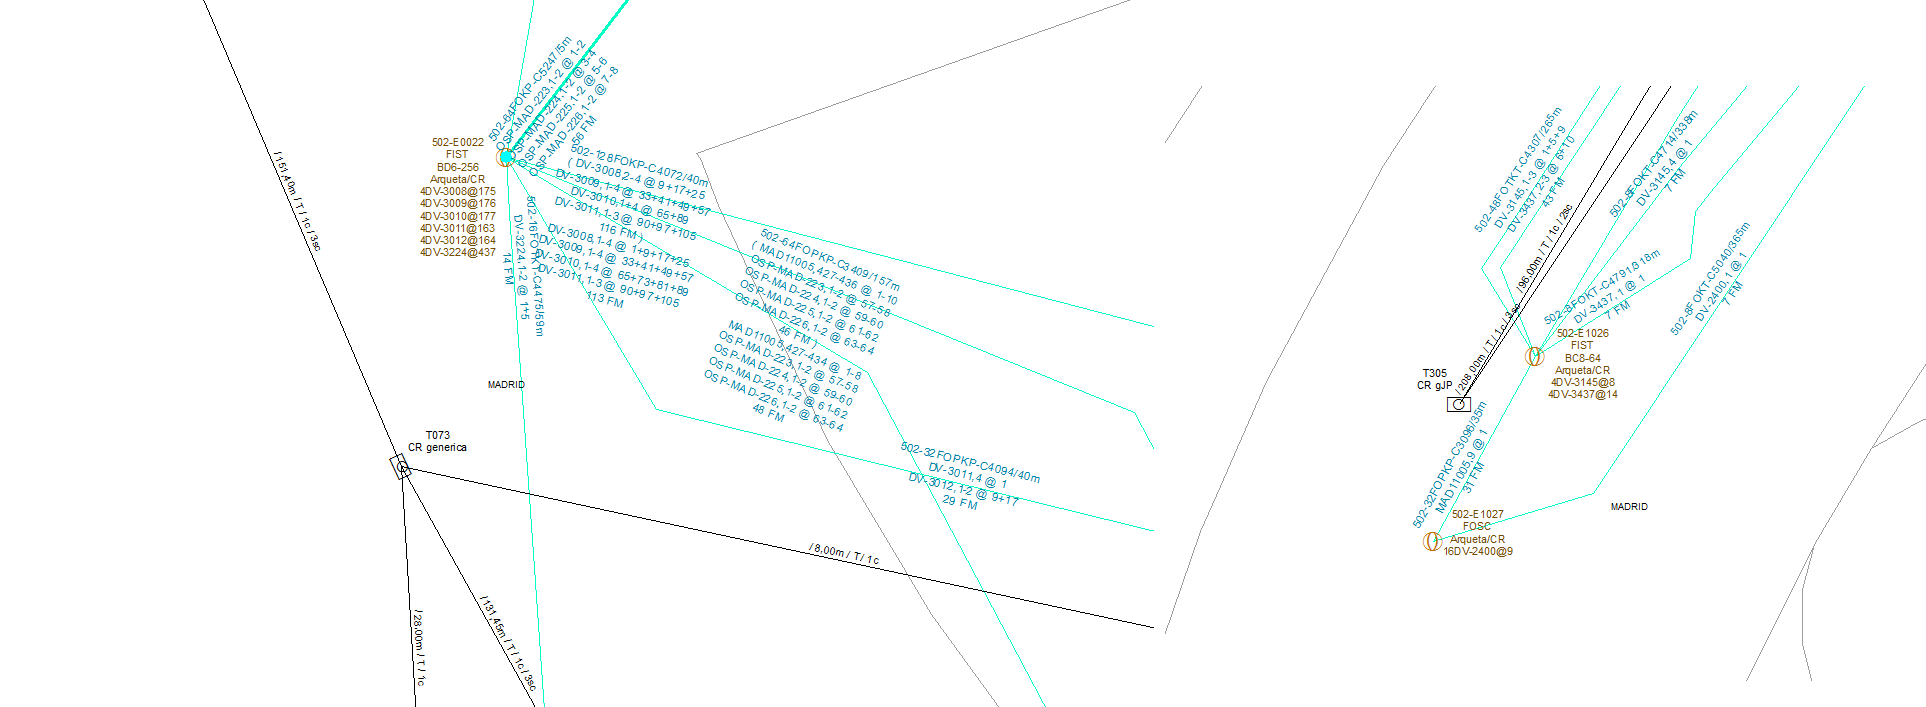 502-64FOKP-C5247/5m
OSP-MAD-223,1-2 @ 1-2
OSP-MAD-224,1-2 @ 3-4
OSP-MAD-225,1-2 @ 5-6
OSP-MAD-226,1-2 @ 7-8
56 FM
502-E0022
FIST
BD6-256
Arqueta/CR
4DV-3008@175
4DV-3009@176
4DV-3010@177
4DV-3011@163
4DV-3012@164
4DV-3224@437
502-128FOKP-C4072/40m
( DV-3008,2-4 @ 9+17+25
DV-3009,1-4 @ 33+41+49+57
DV-3010,1+4 @ 65+89
DV-3011,1-3 @ 90+97+105
116 FM )
DV-3008,1-4 @ 1+9+17+25
DV-3009,1-4 @ 33+41+49+57
DV-3010,1-4 @ 65+73+81+89
DV-3011,1-3 @ 90+97+105
113 FM
502-16FOTKT-C4475/59m
DV-3224,1-2 @ 1+5
14 FM
502-64FOPKP-C3409/157m
( MAD11005,427-436 @ 1-10
OSP-MAD-223,1-2 @ 57-58
OSP-MAD-224,1-2 @ 59-60
OSP-MAD-225,1-2 @ 61-62
OSP-MAD-226,1-2 @ 63-64
46 FM )
MAD11005,427-434 @ 1-8
OSP-MAD-223,1-2 @ 57-58
OSP-MAD-224,1-2 @ 59-60
OSP-MAD-225,1-2 @ 61-62
OSP-MAD-226,1-2 @ 63-64
48 FM
/ 151,40m / T / 1c / 3sc
MADRID
T073
CR generica
502-32FOPKP-C4094/40m
DV-3011,4 @ 1
DV-3012,1-2 @ 9+17
29 FM
/ 8,00m / T / 1c
/ 28,00m / T / 1c
/ 131,45m / T / 1c / 3sc
502-48FOTKT-C4307/265m
DV-3145,1-3 @ 1+5+9
DV-3437,2-3 @ 6+10
43 FM
502-8FOKT-C4714/338m
DV-3145,4 @ 1
7 FM
/ 96,00m / T / 1c / 2sc
/ 208,00m / T / 1c / 3sc
502-8FOKT-C4791/318m
DV-3437,1 @ 1
7 FM
502-8FOKT-C5040/365m
DV-2400,1 @ 1
7 FM
502-E1026
FIST
BC8-64
Arqueta/CR
4DV-3145@8
4DV-3437@14
T305
CR gJP
502-32FOPKP-C3096/35m
MAD11005,9 @ 1
31 FM
502-E1027
FOSC
Arqueta/CR
16DV-2400@9
MADRID